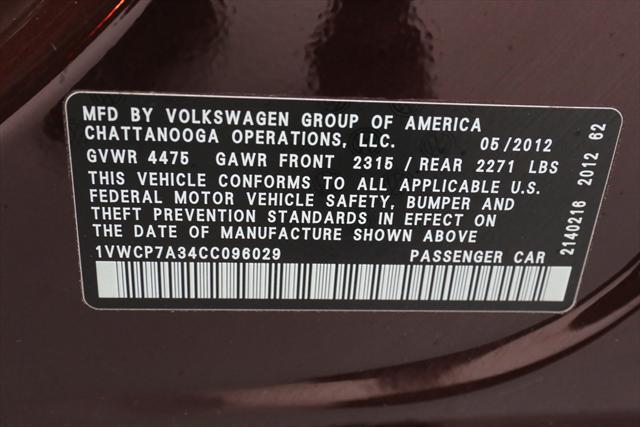 MFD BY VOLKSWAGEN GROUP OF AMERICA
CHATTANOOGA OPERATIONS, LLC. 05/2012
GVWR 4475 GAWR FRONT 2315 / REAR 2271 LBS
THIS VEHICLE CONFORMS TO ALL APPLICABLE U.S.
FEDERAL MOTOR VEHICLE SAFETY, BUMPER AND
THEFT PREVENTION STANDARDS IN EFFECT ON
THE DATE OF MANUFACTURE SHOWN ABOVE
1VWCP7A34CC096029 PASSENGER CAR
2140216 2012 62